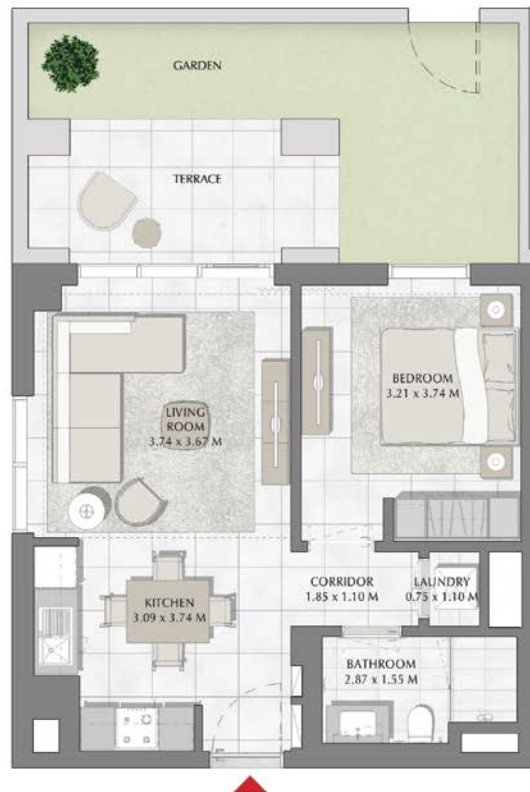 GARDEN
TERRACE
BEDROOM
3.21 x 3.74 M
LIVING
ROOM
3.74 x 3.67 M
CORRIDOR
1.85 x 1.10 M
LAUNDRY
0.75 x 1.10 M
KITCHEN
3.09 x 3.74 M
BATHROOM
2.87 x 1.55 M